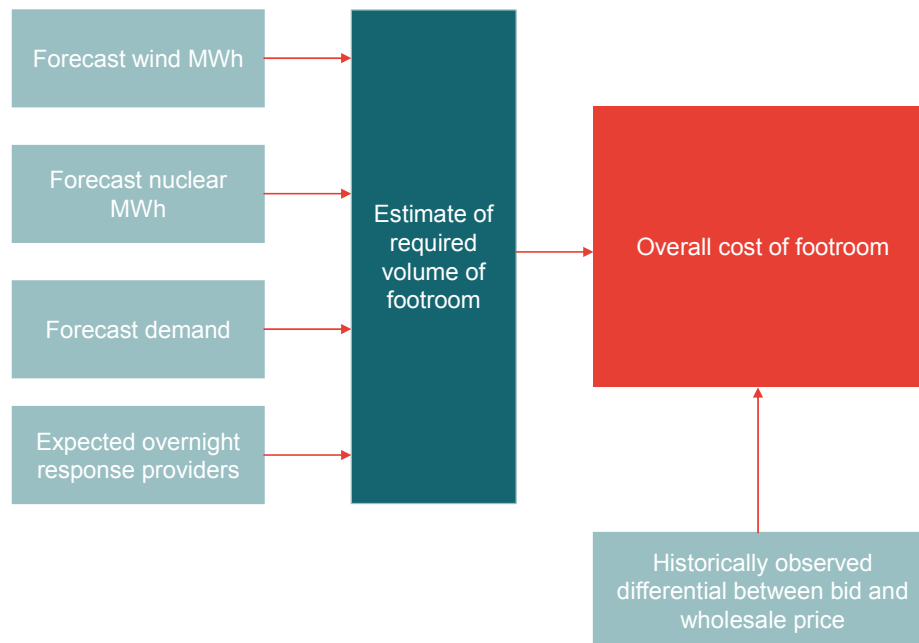 Forecast wind MWh
Forecast nuclear
MWh
Forecast demand
Expected overnight
response providers
Estimate of
required
volume of
footroom
Overall cost of footroom
Historically observed
differential between bid and
wholesale price